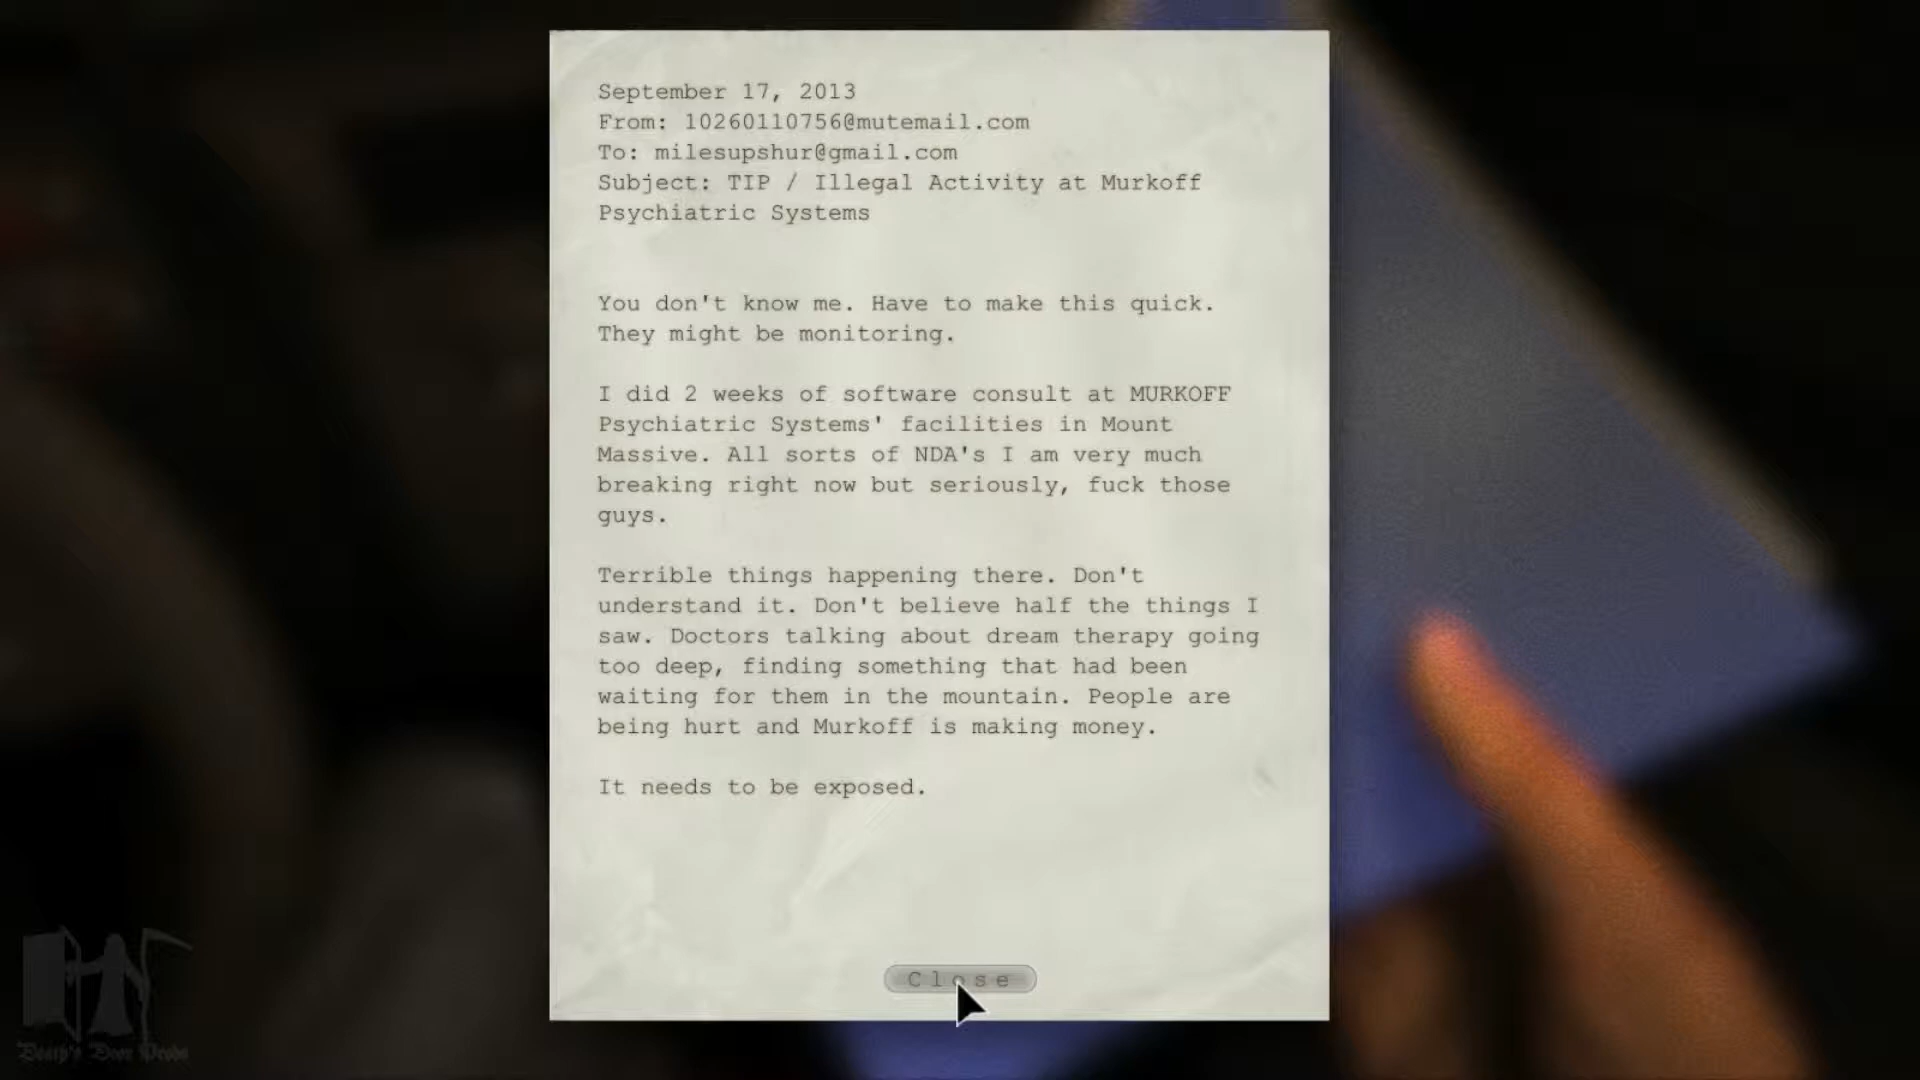 September 17, 2013
From: 10260110756@mutemail.com
To: milesupshur@gmail.com
Subject: TIP / Illegal Activity at Murkoff
Psychiatric Systems
You don't know me. Have to make this quick.
They might be monitoring.
I did 2 weeks of software consult at MURKOFF
Psychiatric Systems' facilities in Mount
Massive. All sorts of NDA's I am very much
breaking right now but seriously, fuck those
guys.
Terrible things happening there. Don't
understand it. Don't believe half the things I
saw. Doctors talking about dream therapy going
too deep, finding something that had been
waiting for them in the mountain. People are
being hurt and Murkoff is making money.
It needs to be exposed.
Close
Death's Door Prods